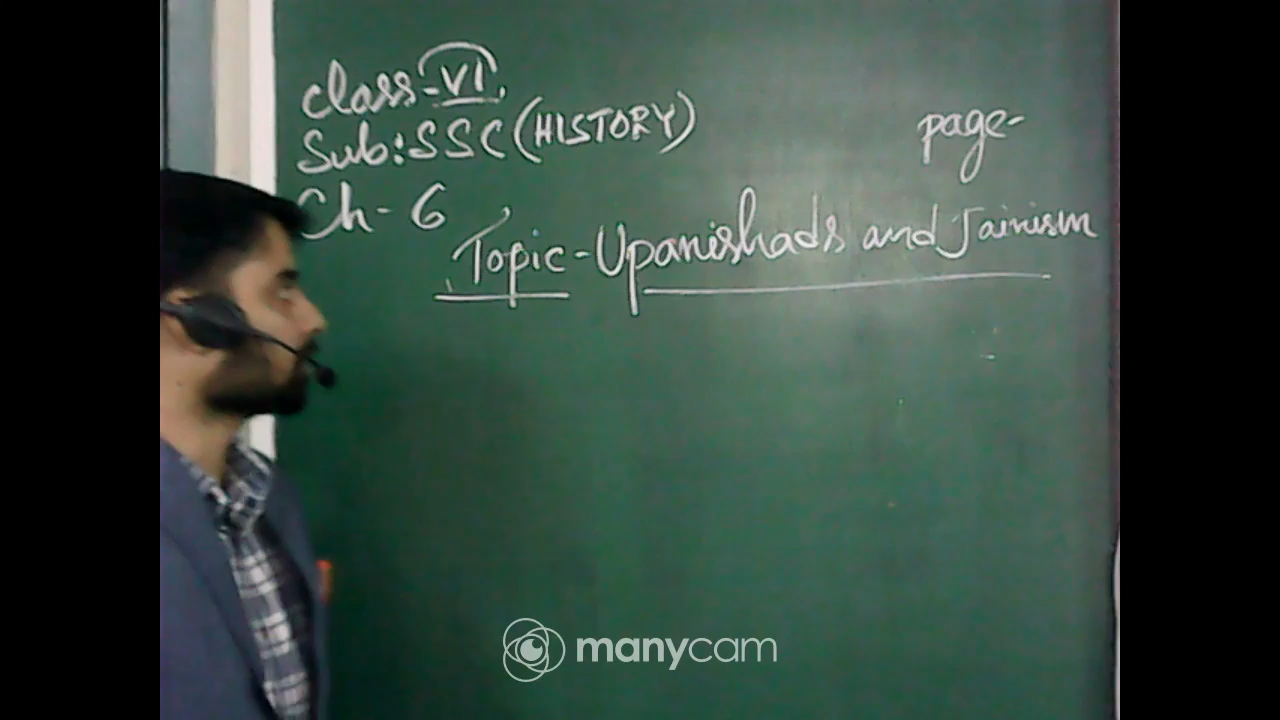 Class-VI.
Sub:SSC (HISTORY)
page-
Ch-6
Topic-Upanishads and Jainism
manycam